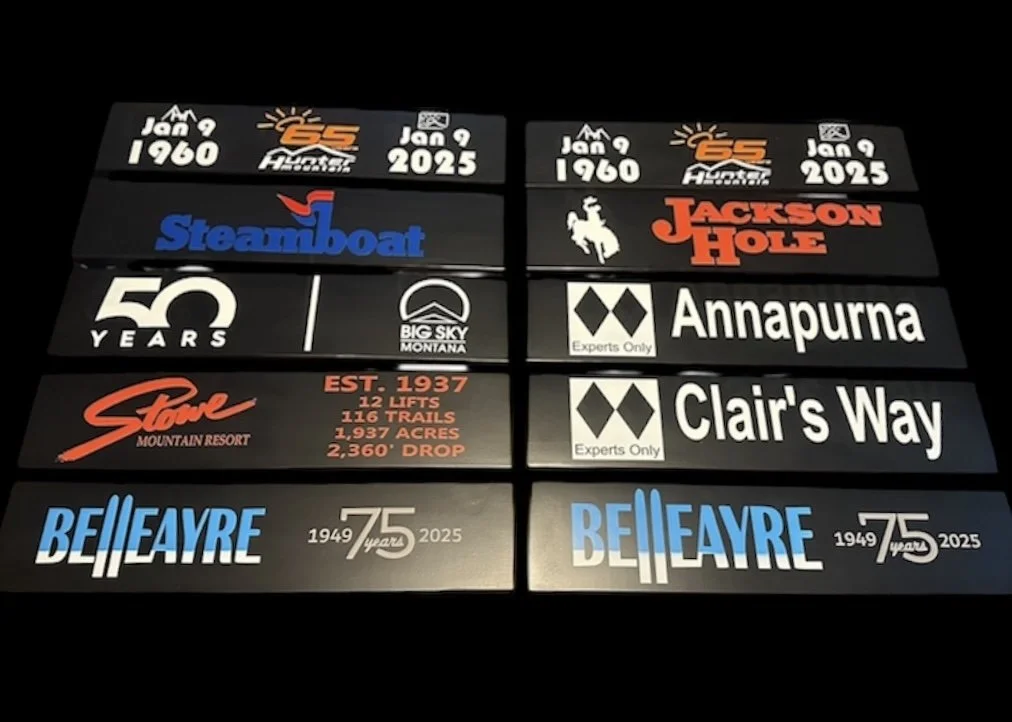 Jan 9
1960
65
Hunter
mountain
Jan 9
2025
Jan 9
1960
65
Hunter
mountain
Jan 9
2025
Steamboat
JACKSON
HOLE
50
YEARS
BIG SKY
MONTANA
Experts Only
Annapurna
Stowe
MOUNTAIN RESORT
EST. 1937
12 LIFTS
116 TRAILS
1,937 ACRES
2,360' DROP
Experts Only
Clair's Way
BELLEAYRE
1949 75 years 2025
BELLEAYRE
1949 75 years 2025